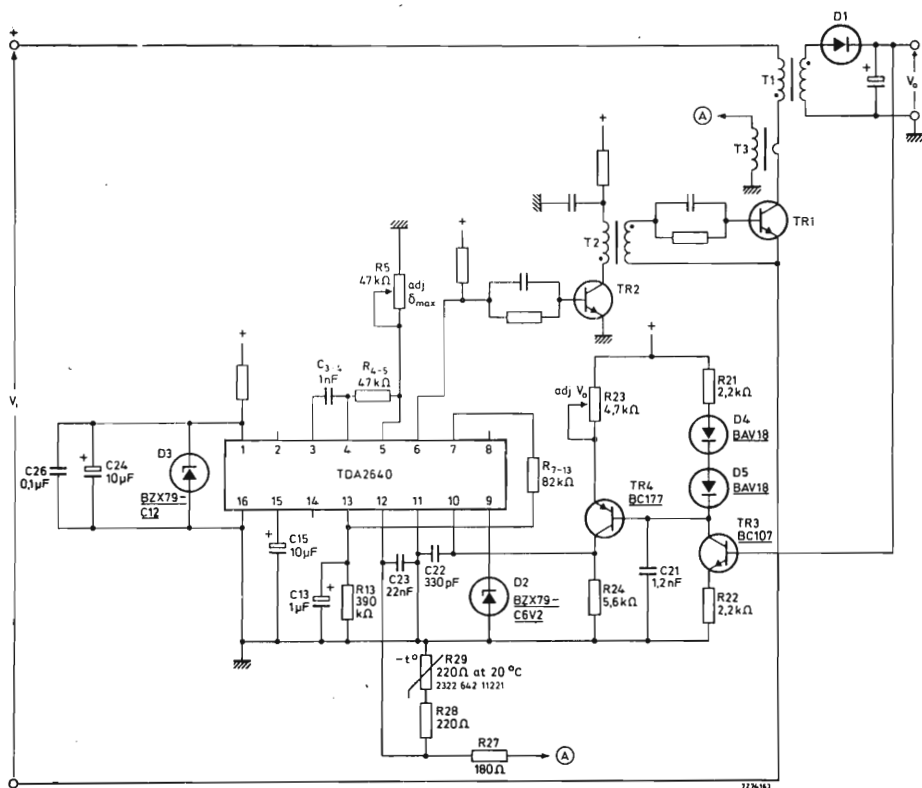 +
D1
+
T1
V₀
A
T3
+
TR1
T2
R5
47kΩ
adj
δmax
+
TR2
C3-4
1nF
R4-5
47kΩ
+
+
adj V₀
R23
4,7kΩ
R21
2,2kΩ
D4
BAV18
Vᵢ
1 2 3 4 5 6 7 8
TDA2640
16 15 14 13 12 11 10 9
C26
0,1µF
+
C24
10µF
D3
BZX79-
C12
R7-13
82kΩ
D5
BAV18
TR4
BC177
TR3
BC107
+
C15
10µF
C13
1µF
+
R13
390
kΩ
C23
22nF
C22
330pF
D2
BZX79-
C6V2
R24
5,6kΩ
C21
1,2nF
R22
2,2kΩ
-t°
R29
220Ω at 20 °C
2322 642 11221
R28
220Ω
R27
180Ω
A